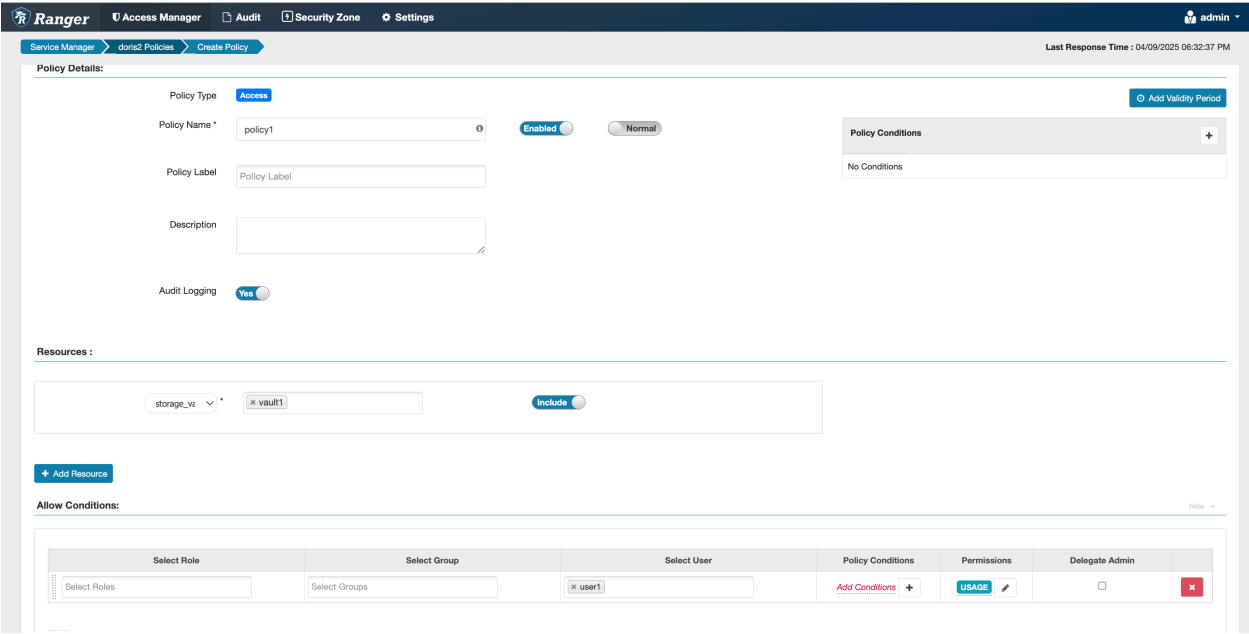 Ranger Access Manager Audit Security Zone Settings admin
Service Manager doris2 Policies Create Policy Last Response Time : 04/09/2025 06:32:37 PM
Policy Details:
Policy Type Access Add Validity Period
Policy Name * policy1 Enabled Normal Policy Conditions
No Conditions
Policy Label Policy Label
Description
Audit Logging Yes
Resources :
storage_va * × vault1 Include
+ Add Resource
Allow Conditions: hide
Select Role Select Group Select User Policy Conditions Permissions Delegate Admin
Select Roles Select Groups × user1 Add Conditions + USAGE ×